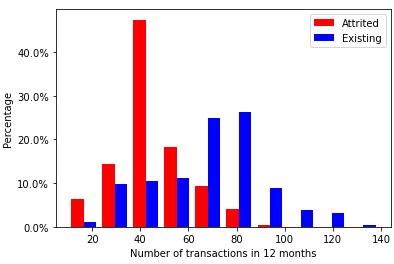 Attrited
Existing
40.0%
30.0%
20.0%
10.0%
0.0%
Percentage
20 40 60 80 100 120 140
Number of transactions in 12 months